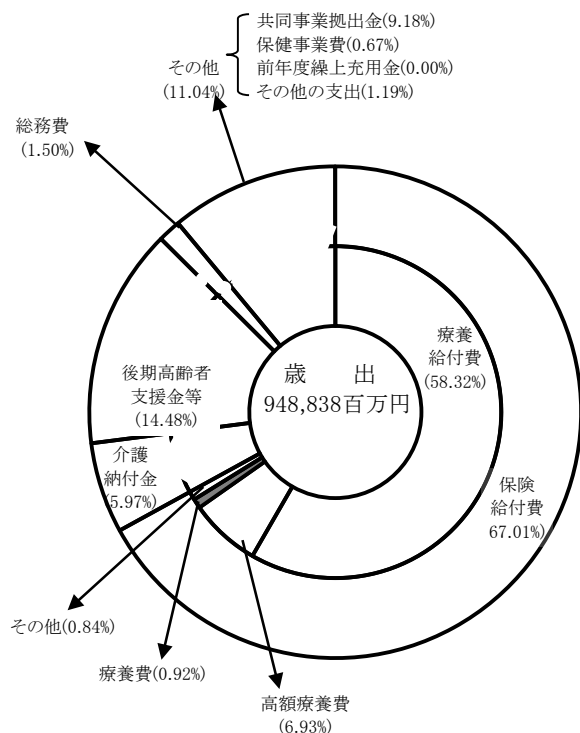 共同事業拠出金(9.18%)
保健事業費(0.67%)
前年度繰上充用金(0.00%)
その他の支出(1.19%)
その他
(11.04%)
総務費
(1.50%)
療養
給付費
(58.32%)
歳 出
948,838百万円
後期高齢者
支援金等
(14.48%)
介護
納付金
(5.97%)
保険
給付費
67.01%)
その他(0.84%)
療養費(0.92%)
高額療養費
(6.93%)